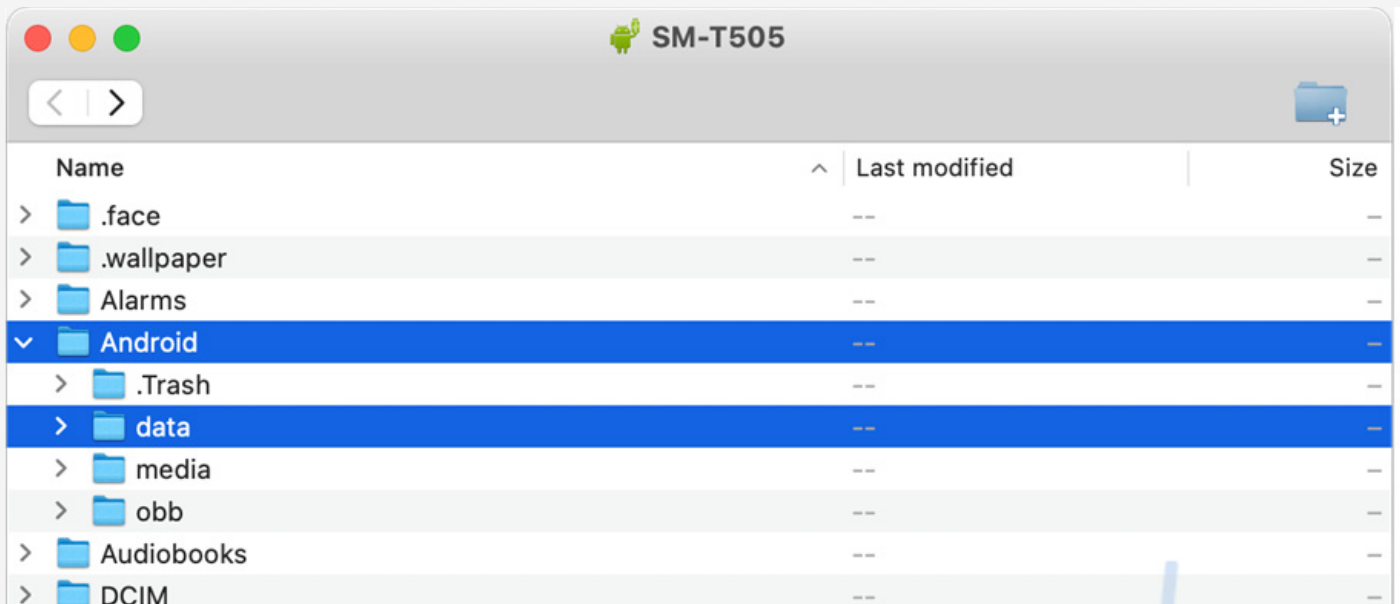 SM-T505
Name Last modified Size
.face -- –
.wallpaper -- –
Alarms -- –
Android -- –
.Trash -- –
data -- –
media -- –
obb -- –
Audiobooks -- –
DCIM -- –